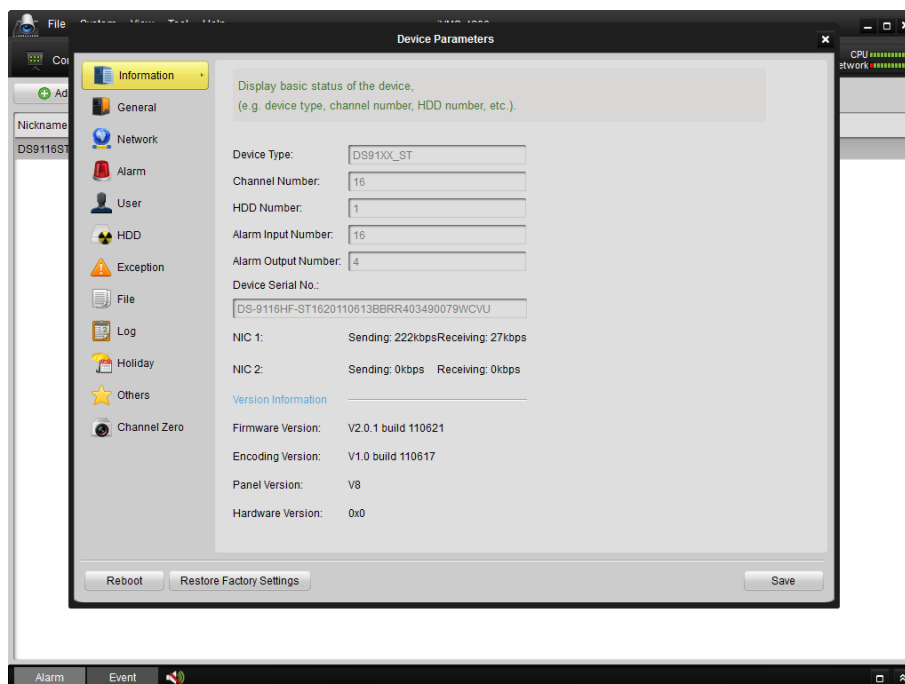 File
Device Parameters
CPU
Information
Display basic status of the device,
(e.g. device type, channel number, HDD number, etc.).
General
Nickname
Network
DS9116ST
Device Type: DS91XX_ST
Alarm
Channel Number: 16
User
HDD Number: 1
HDD
Alarm Input Number: 16
Exception
Alarm Output Number: 4
Device Serial No.:
File
DS-9116HF-ST1620110613BBRR403490079WCVU
Log
NIC 1: Sending: 222kbpsReceiving: 27kbps
Holiday
NIC 2: Sending: 0kbps Receiving: 0kbps
Others
Version Information
Channel Zero
Firmware Version: V2.0.1 build 110621
Encoding Version: V1.0 build 110617
Panel Version: V8
Hardware Version: 0x0
Reboot
Restore Factory Settings
Save
Alarm
Event